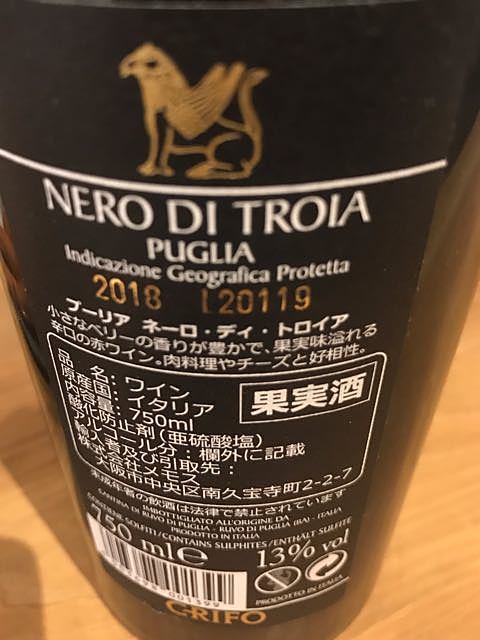 NERO DI TROIA
PUGLIA
Indicazione Geografica Protetta
2018 L20119
プーリア ネーロ・ディ・トロイア
小さなベリーの香りが豊かで、果実味溢れる
辛口の赤ワイン。肉料理やチーズと好相性。
品 名：ワイン
原産国：イタリア
内容量：750ml
果実酒
酸化防止剤（亜硫酸塩）
アルコール分：欄外に記載
輸入者及び引取先：
株式会社メモス
大阪市中央区南久宝寺町2-2-7
未成年者の飲酒は法律で禁止されています
IMBOTTIGLIATO ALL'ORIGINE DA
CANTINA DI RUVO DI PUGLIA - RUVO DI PUGLIA (BA) - ITALIA
PRODOTTO IN ITALIA
CONTIENE SOLFITI/CONTAINS SULPHITES/ENTHÄLT SULFITE
750 ml e
13% vol
PRODOTTO IN ITALIA
GRIFO